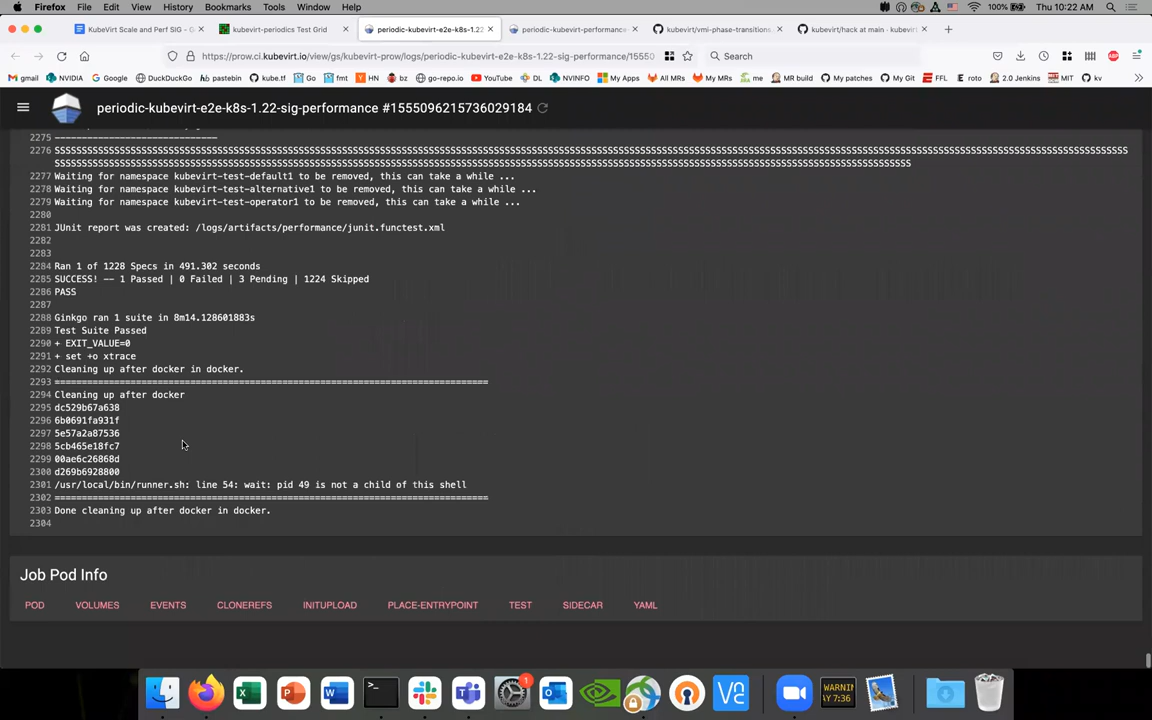 Firefox File Edit View History Bookmarks Tools Window Help 100% Thu 10:22 AM
KubeVirt Scale and Perf SIG - G
kubevirt-periodics Test Grid
periodic-kubevirt-e2e-k8s-1.22
periodic-kubevirt-performance
kubevirt/vmi-phase-transitions
kubevirt/hack at main · kubevirt
https://prow.ci.kubevirt.io/view/gs/kubevirt-prow/logs/periodic-kubevirt-e2e-k8s-1.22-sig-performance/15550
Search
gmail NVIDIA Google DuckDuckGo pastebin kube.tf Git fmt kv go-repo.io YouTube DL NVINFO My Apps All MRs My MRs me MR build My patches My Git FFL roto 2.0 Jenkins MIT kv
periodic-kubevirt-e2e-k8s-1.22-sig-performance #1555096215736029184
2275 ------------------------------
2276
2277 Waiting for namespace kubevirt-test-default1 to be removed, this can take a while ...
2278 Waiting for namespace kubevirt-test-alternative1 to be removed, this can take a while ...
2279 Waiting for namespace kubevirt-test-operator1 to be removed, this can take a while ...
2280
2281 JUnit report was created: /logs/artifacts/performance/junit.functest.xml
2282
2283
2284 Ran 1 of 1228 Specs in 491.302 seconds
2285 SUCCESS! -- 1 Passed | 0 Failed | 3 Pending | 1224 Skipped
2286 PASS
2287
2288 Ginkgo ran 1 suite in 8m14.128601883s
2289 Test Suite Passed
2290 + EXIT_VALUE=0
2291 + set +o xtrace
2292 Cleaning up after docker in docker.
2293 ================================================================================
2294 Cleaning up after docker
2295 dc529b67a638
2296 6b0691fa931f
2297 5e57a2a87536
2298 5cb465e18fc7
2299 00ae6c26868d
2300 d269b6928800
2301 /usr/local/bin/runner.sh: line 54: wait: pid 49 is not a child of this shell
2302 ================================================================================
2303 Done cleaning up after docker in docker.
2304
Job Pod Info
POD VOLUMES EVENTS CLONEREFS INITUPLOAD PLACE-ENTRYPOINT TEST SIDECAR YAML
1
WARNIN
AY 7:36